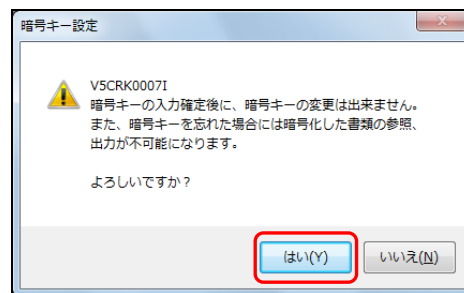 暗号キー設定
V5CRK0007I
暗号キーの入力確定後に、暗号キーの変更は出来ません。
また、暗号キーを忘れた場合には暗号化した書類の参照、
出力が不可能になります。
よろしいですか？
はい(Y)
いいえ(N)